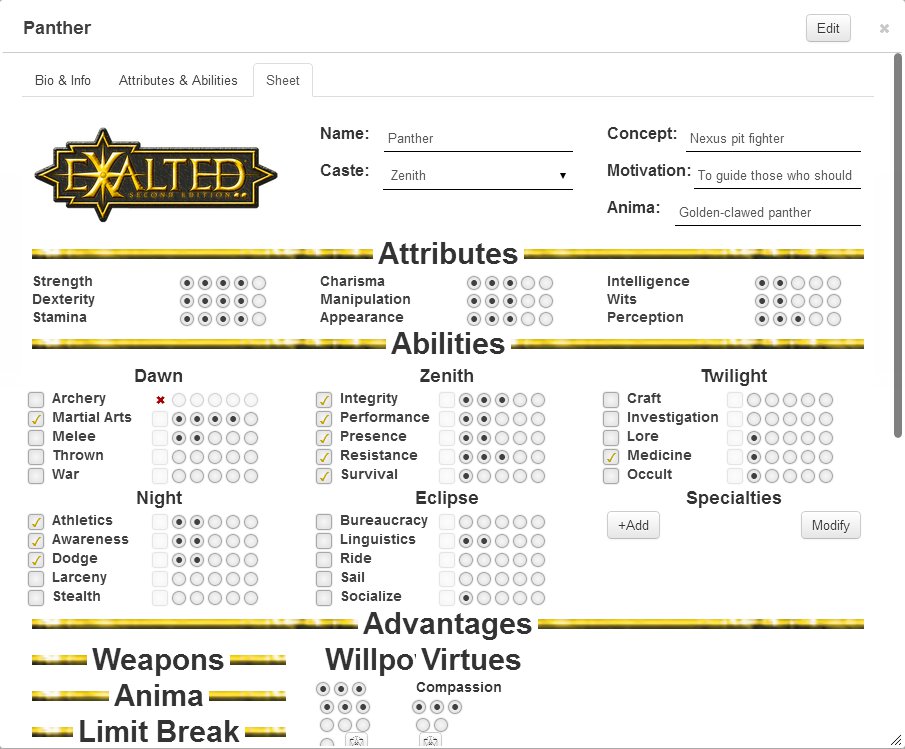 Panther
Edit
Bio & Info Attributes & Abilities Sheet
EXALTED
SECOND EDITION
Name: Panther
Concept: Nexus pit fighter
Caste: Zenith
Motivation: To guide those who should
Anima: Golden-clawed panther
Attributes
Strength Charisma Intelligence
Dexterity Manipulation Wits
Stamina Appearance Perception
Abilities
Dawn Zenith Twilight
Archery Integrity Craft
Martial Arts Performance Investigation
Melee Presence Lore
Thrown Resistance Medicine
War Survival Occult
Night Eclipse Specialties
Athletics Bureaucracy +Add Modify
Awareness Linguistics
Dodge Ride
Larceny Sail
Stealth Socialize
Advantages
Weapons Willpo Virtues
Compassion
Anima
Limit Break